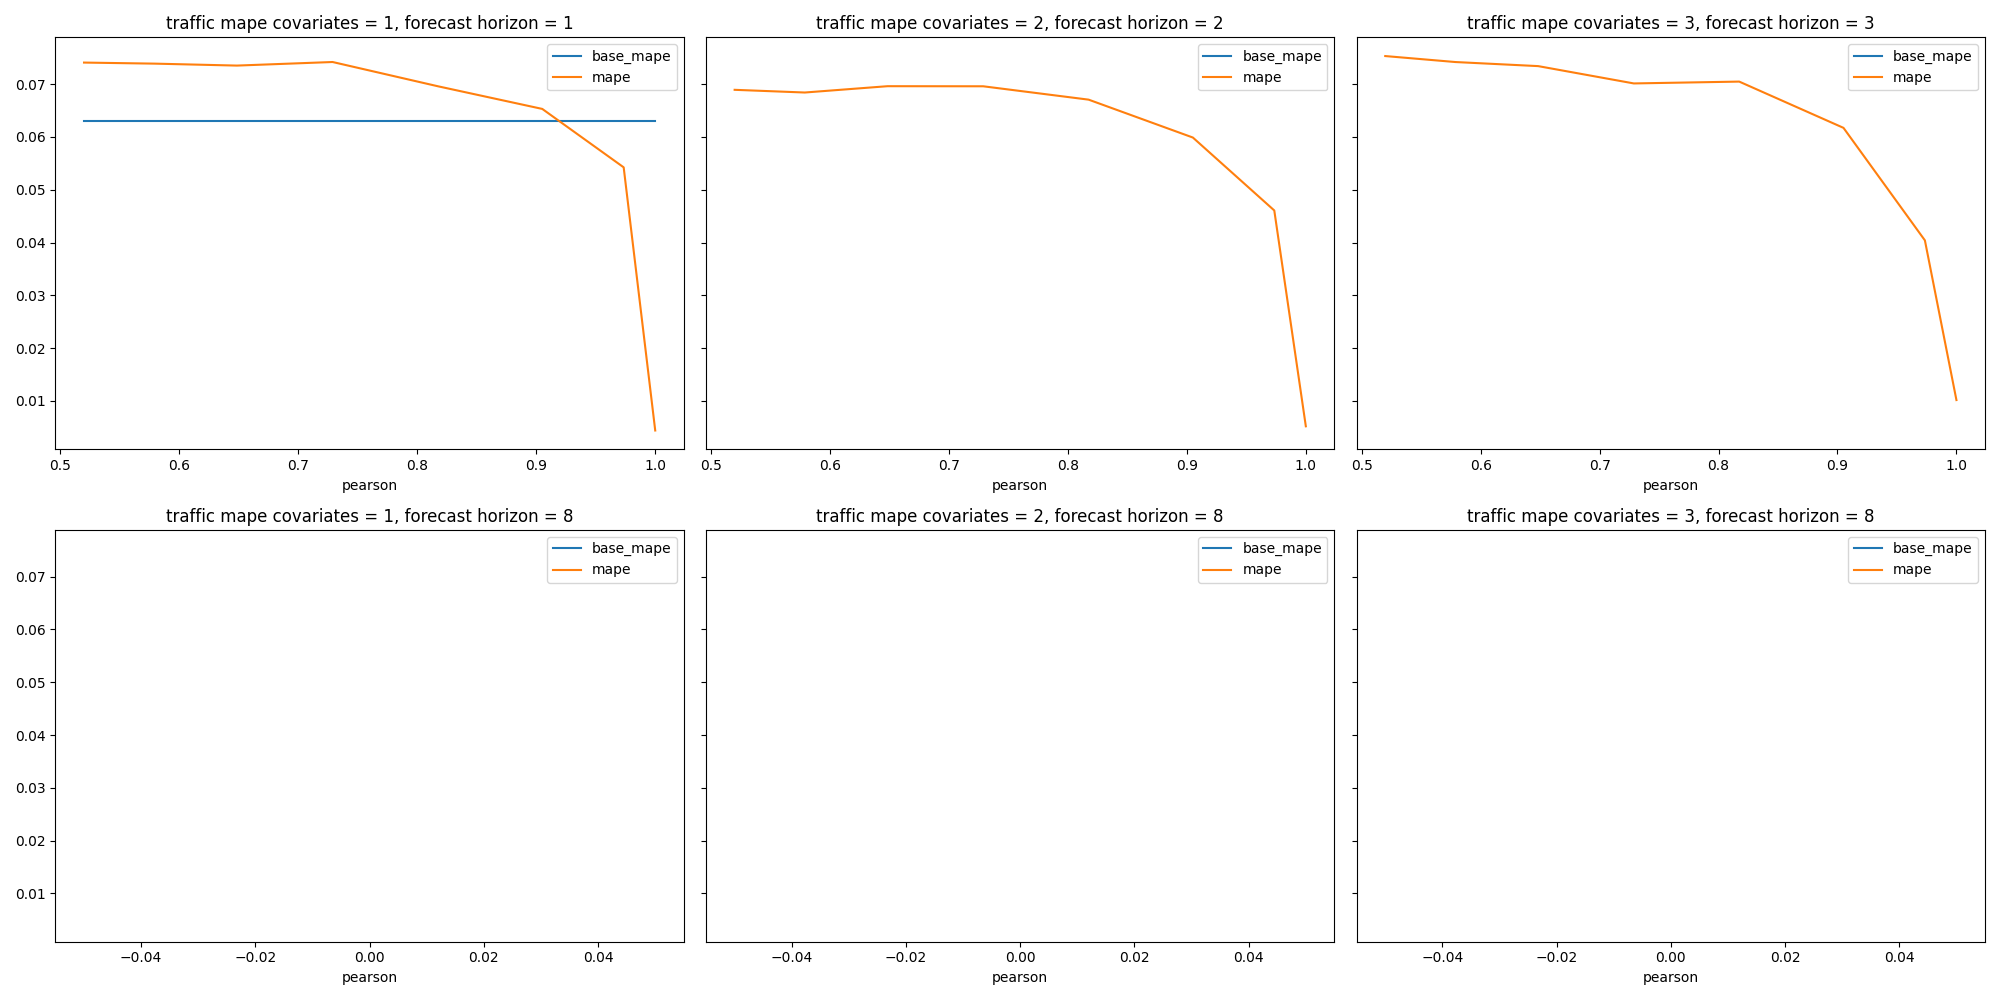 traffic mape covariates = 1, forecast horizon = 1
base_mape
mape
0.07
0.06
0.05
0.04
0.03
0.02
0.01
0.5 0.6 0.7 0.8 0.9 1.0
pearson
traffic mape covariates = 2, forecast horizon = 2
base_mape
mape
0.5 0.6 0.7 0.8 0.9 1.0
pearson
traffic mape covariates = 3, forecast horizon = 3
base_mape
mape
0.5 0.6 0.7 0.8 0.9 1.0
pearson
traffic mape covariates = 1, forecast horizon = 8
base_mape
mape
0.07
0.06
0.05
0.04
0.03
0.02
0.01
−0.04 −0.02 0.00 0.02 0.04
pearson
traffic mape covariates = 2, forecast horizon = 8
base_mape
mape
−0.04 −0.02 0.00 0.02 0.04
pearson
traffic mape covariates = 3, forecast horizon = 8
base_mape
mape
−0.04 −0.02 0.00 0.02 0.04
pearson